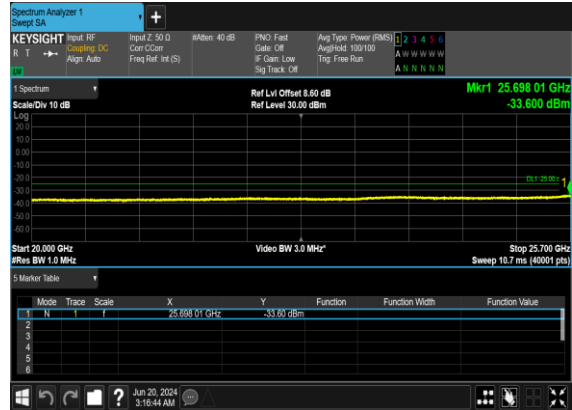 Spectrum Analyzer 1
Swept SA
+
KEYSIGHT Input: RF Input Z: 50 Ω #Atten: 40 dB PNO: Fast Avg Type: Power (RMS) 1 2 3 4 5 6
R T Coupling: DC Corr CCorr Gate: Off Avg|Hold: 100/100 A W W W W W
Align: Auto Freq Ref: Int (S) IF Gain: Low Trig: Free Run
Sig Track: Off A N N N N N
1 Spectrum Ref Lvl Offset 8.60 dB Mkr1 25.698 01 GHz
Scale/Div 10 dB Ref Level 30.00 dBm -33.600 dBm
Log
20.0
10.0
0.00
-10.0
-20.0
DL1 -25.00 1
-30.0
-40.0
-50.0
-60.0
Start 20.000 GHz Video BW 3.0 MHz* Stop 25.700 GHz
#Res BW 1.0 MHz Sweep 10.7 ms (40001 pts)
5 Marker Table
Mode Trace Scale X Y Function Function Width Function Value
1 N 1 f 25.698 01 GHz -33.60 dBm
2
3
4
5
6
? Jun 20, 2024
3:16:44 AM